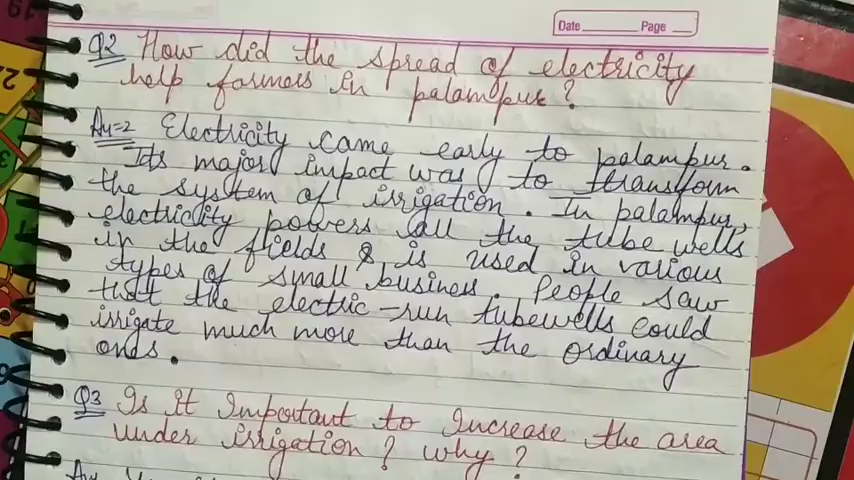 Date Page
Q2 How did the spread of electricity
help farmers in palampur?
Ans=2 Electricity came early to palampur.
Its major impact was to transform
the system of irrigation. In palampur,
electricity powers all the tube wells
in the fields & is used in various
types of small business. People saw
that the electric-run tubewells could
irrigate much more than the ordinary
ones.
Q3 Is it Important to Increase the area
under irrigation? why?